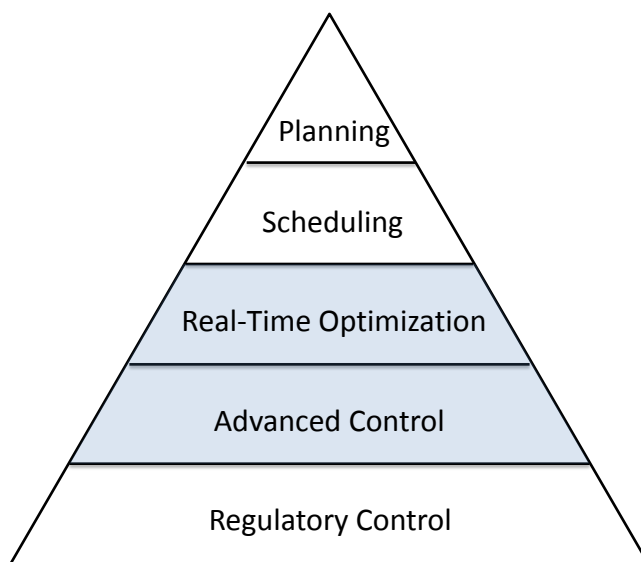 Planning
Scheduling
Real-Time Optimization
Advanced Control
Regulatory Control